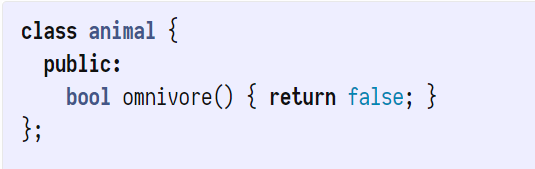 class animal {
  public:
    bool omnivore() { return false; }
};